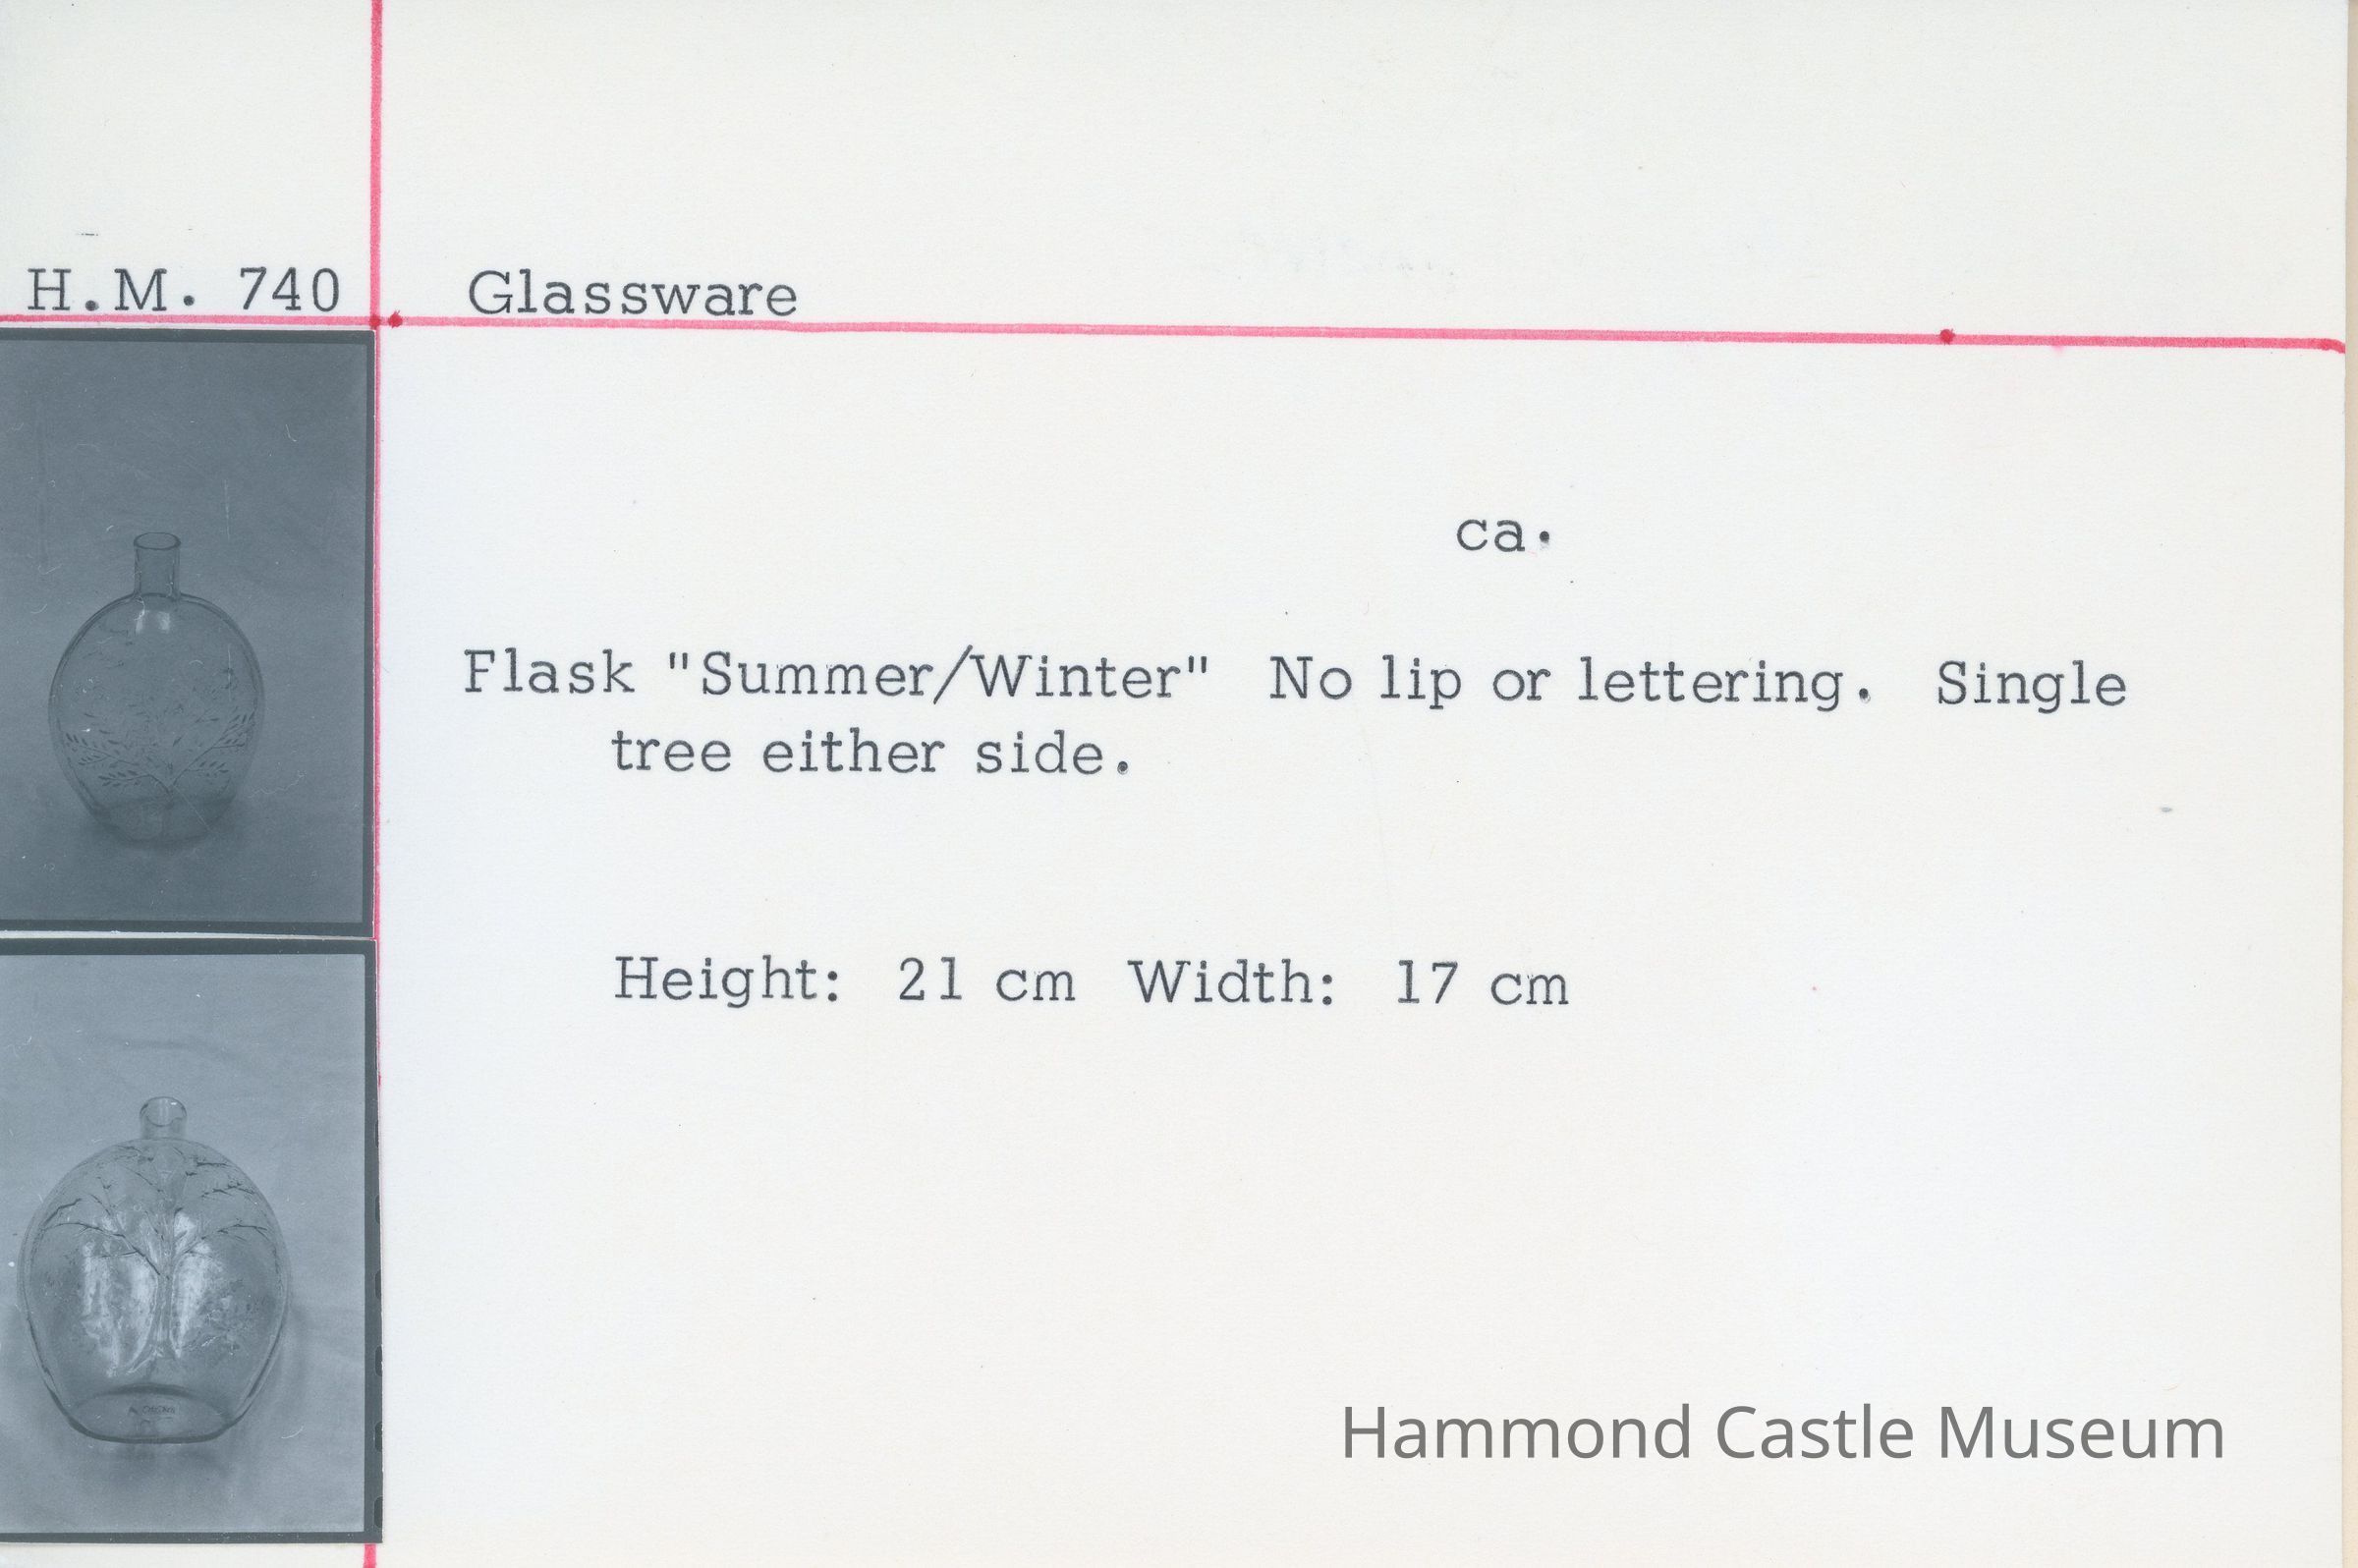 H.M. 740 Glassware
ca.
Flask "Summer/Winter" No lip or lettering. Single
tree either side.
Height: 21 cm Width: 17 cm
Hammond Castle Museum